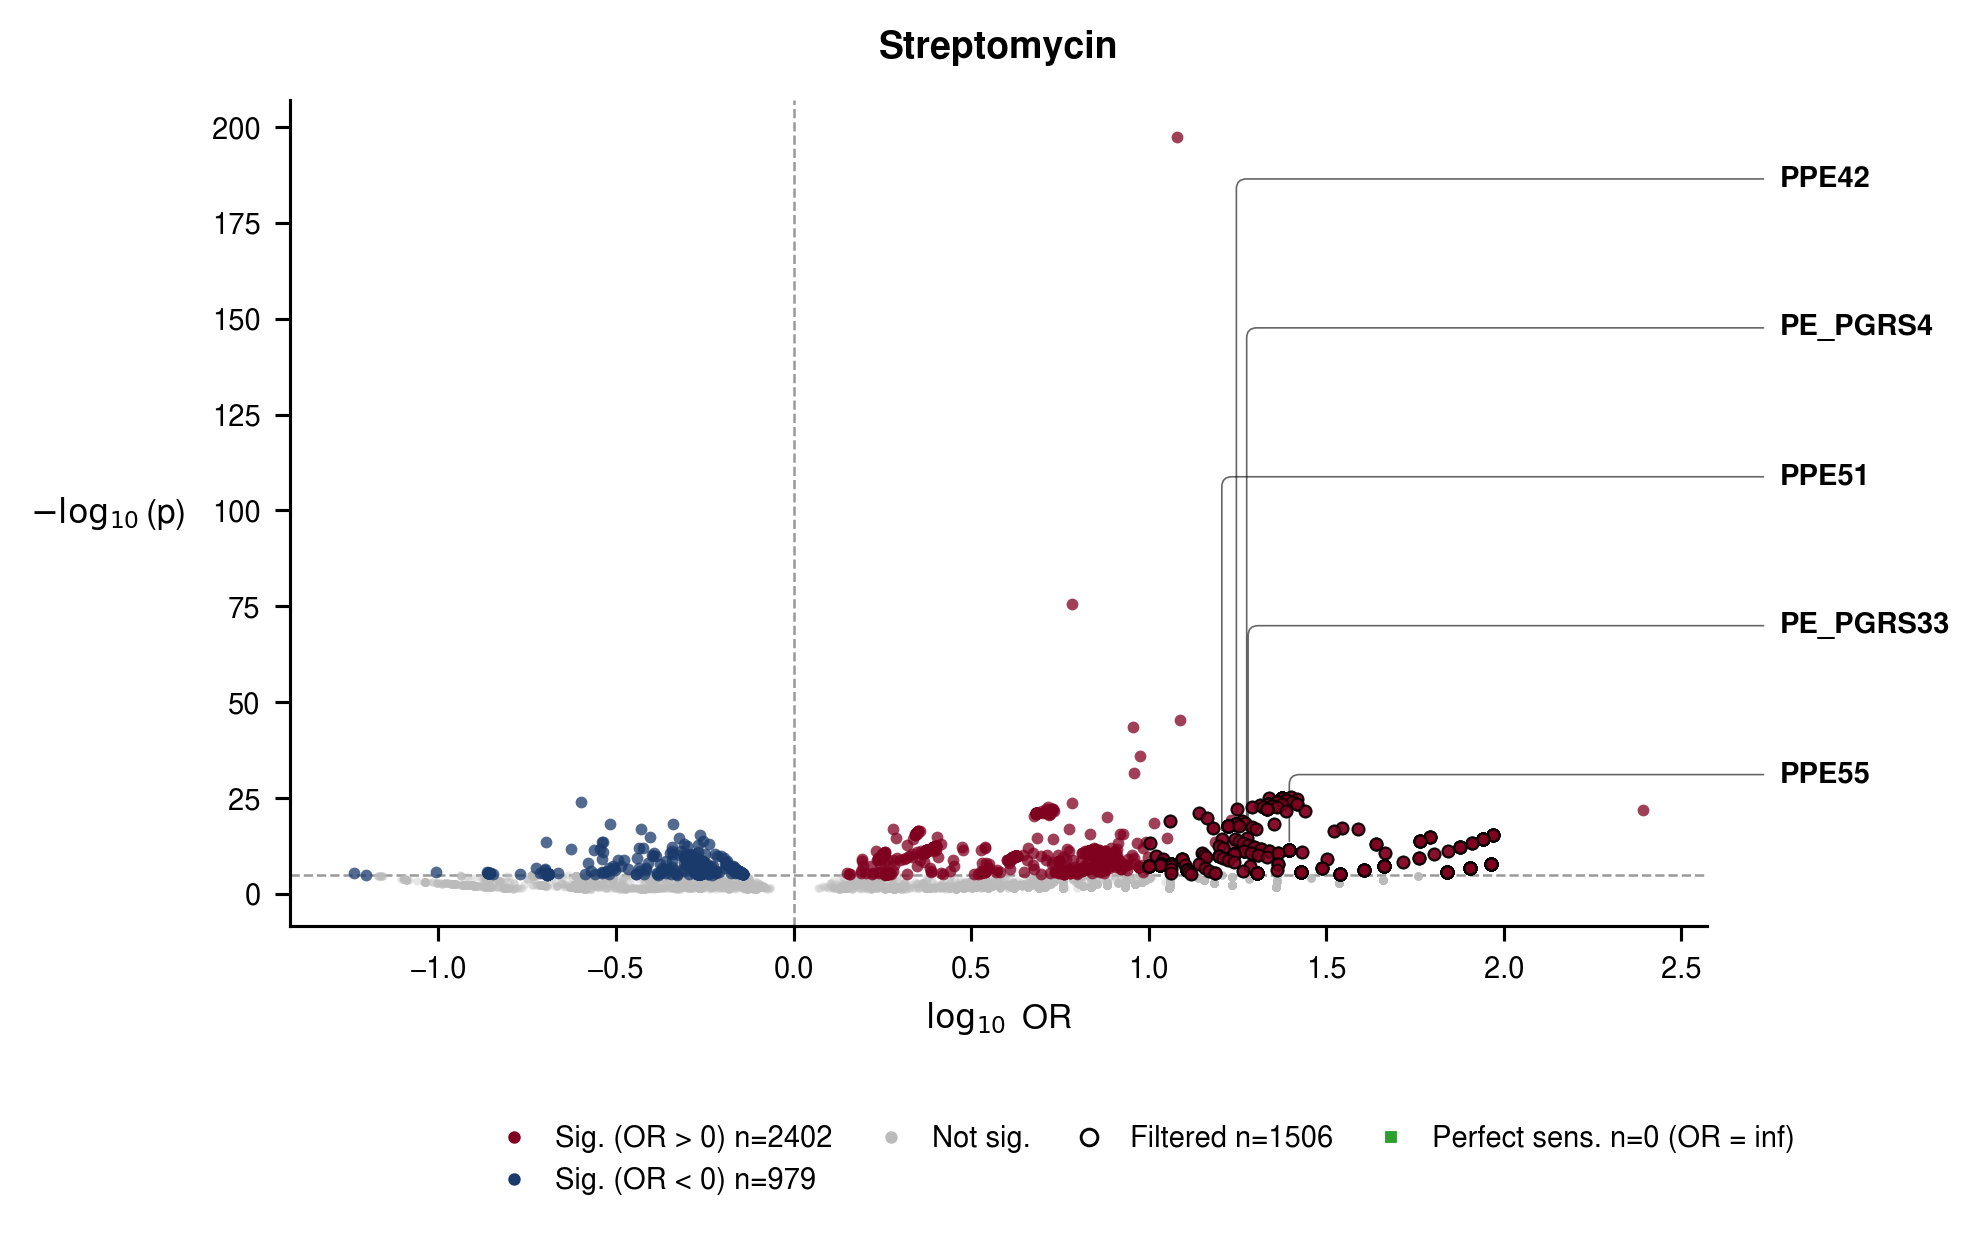 Streptomycin
200
175
150
125
100
75
50
25
0
−log10 (p)
PPE42
PE_PGRS4
PPE51
PE_PGRS33
PPE55
−1.0 −0.5 0.0 0.5 1.0 1.5 2.0 2.5
log10 OR
Sig. (OR > 0) n=2402 Not sig. Filtered n=1506 Perfect sens. n=0 (OR = inf)
Sig. (OR < 0) n=979